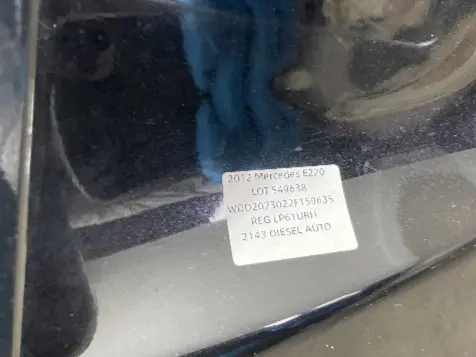 2012 Mercedes E220
LOT 549638
WDD2073022F159635
REG LP61URH
2143 DIESEL AUTO